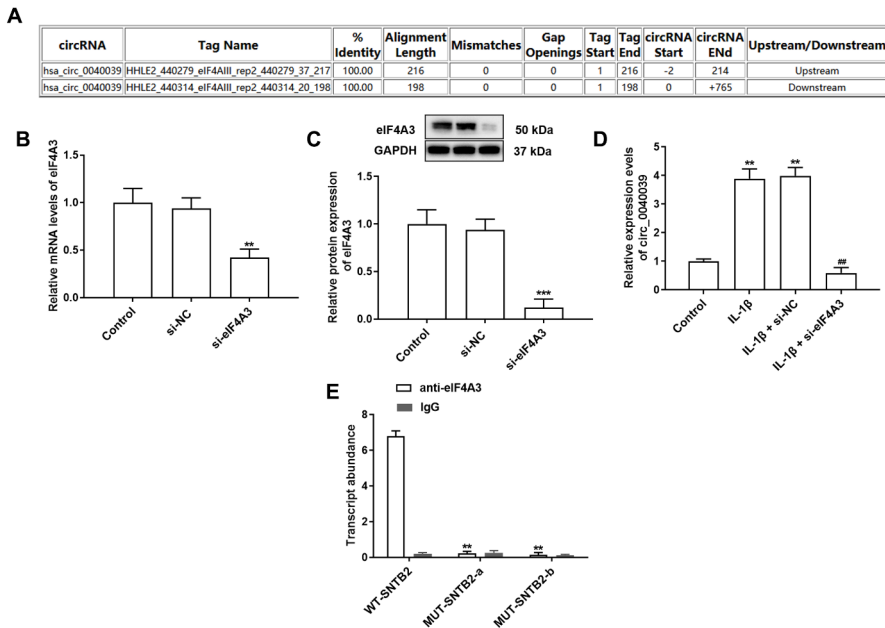 A
circRNA Tag Name % Identity Alignment Length Mismatches Gap Openings Tag Start Tag End circRNA Start circRNA ENd Upstream/Downstream
hsa_circ_0040039 HHLE2_440279_eIF4AIII_rep2_440279_37_217 100.00 216 0 0 1 216 -2 214 Upstream
hsa_circ_0040039 HHLE2_440314_eIF4AIII_rep2_440314_20_198 100.00 198 0 0 1 198 0 +765 Downstream
B
Relative mRNA levels of eIF4A3
1.5
1.0
0.5
0.0
**
Control
si-NC
si-eIF4A3
C
eIF4A3 50 kDa
GAPDH 37 kDa
Relative protein expression
of eIF4A3
1.5
1.0
0.5
0.0
***
Control
si-NC
si-eIF4A3
D
Relative expression evels
of circ_0040039
5
4
3
2
1
0
**
**
##
Control
IL-1β
IL-1β + si-NC
IL-1β + si-eIF4A3
E
anti-eIF4A3
IgG
Transcript abundance
8
6
4
2
0
**
**
WT-SNTB2
MUT-SNTB2-a
MUT-SNTB2-b